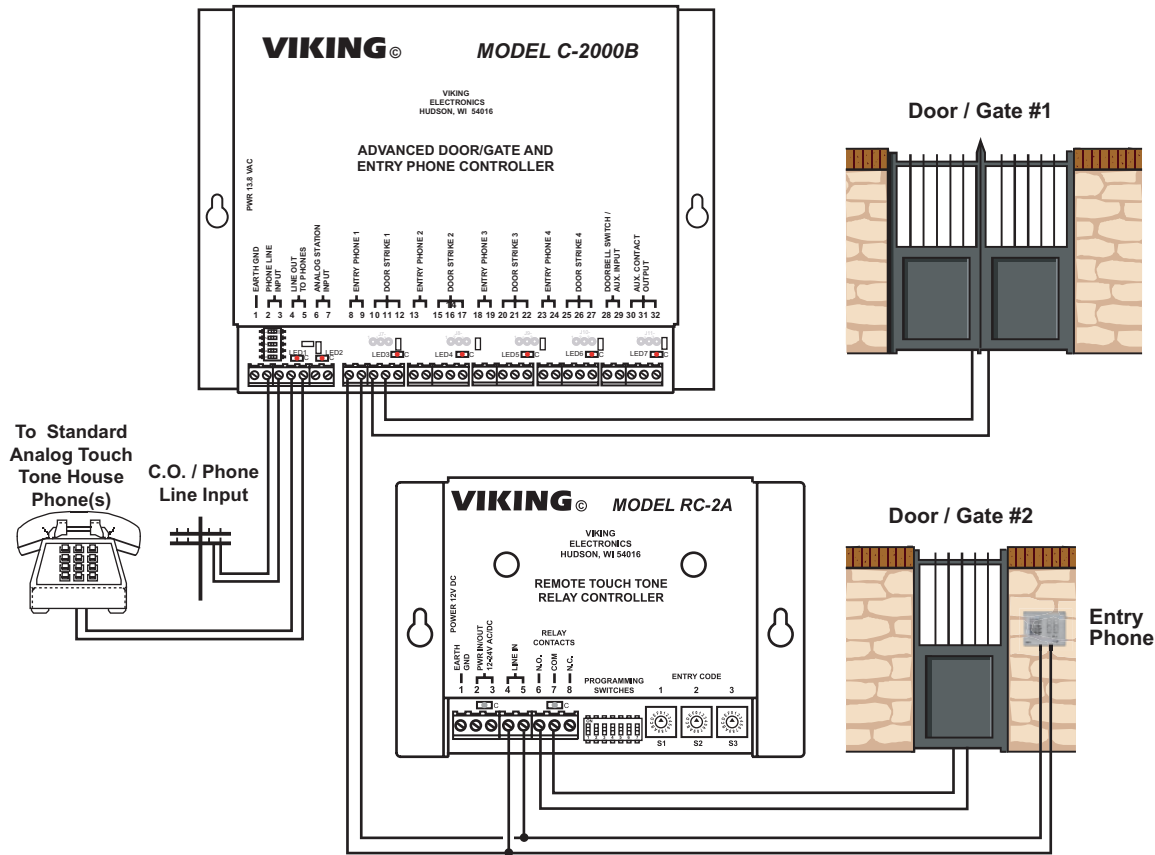 VIKING©
MODEL C-2000B
VIKING
ELECTRONICS
HUDSON, WI 54016
ADVANCED DOOR/GATE AND
ENTRY PHONE CONTROLLER
PWR 13.8 VAC
EARTH GND
PHONE LINE
INPUT
LINE OUT
TO PHONES
ANALOG STATION
INPUT
ENTRY PHONE 1
DOOR STRIKE 1
ENTRY PHONE 2
DOOR STRIKE 2
ENTRY PHONE 3
DOOR STRIKE 3
ENTRY PHONE 4
DOOR STRIKE 4
DOORBELL SWITCH /
AUX. INPUT
AUX. CONTACT
OUTPUT
1 2 3 4 5 6 7 8 9 10 11 12 13 14 15 16 17 18 19 20 21 22 23 24 25 26 27 28 29 30 31 32
LED1 C LED2 C LED3 C LED4 C LED5 C LED6 C LED7 C
Door / Gate #1
To Standard
Analog Touch
Tone House
Phone(s)
C.O. / Phone
Line Input
VIKING©
MODEL RC-2A
VIKING
ELECTRONICS
HUDSON, WI 54016
REMOTE TOUCH TONE
RELAY CONTROLLER
POWER 12V DC
EARTH
GND
PWR IN/OUT
12-24V AC/DC
LINE IN
RELAY
CONTACTS
N.O.
COM
N.C.
1 2 3 4 5 6 7 8
C C
PROGRAMMING
SWITCHES
1 2 3 4 5 6 7
ENTRY CODE
1 2 3
S1 S2 S3
Door / Gate #2
Entry
Phone